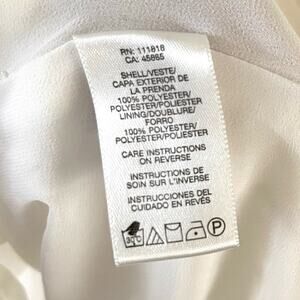 RN: 111818
CA: 45665
SHELL/VESTE/
CAPA EXTERIOR DE
LA PRENDA
100% POLYESTER/
POLYESTER/POLIESTER
LINING/DOUBLURE/
FORRO
100% POLYESTER/
POLYESTER/POLIESTER
CARE INSTRUCTIONS
ON REVERSE
INSTRUCTIONS DE
SOIN SUR L'INVERSE
INSTRUCCIONES DEL
CUIDADO EN REVÉS
P